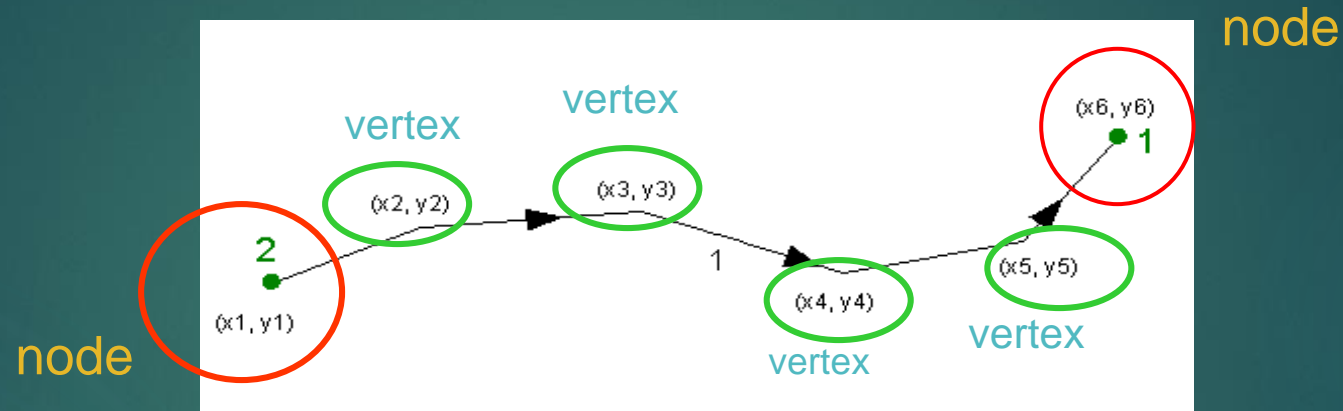 node
vertex
vertex
(x6, y6)
1
(x2, y2)
(x3, y3)
2
1
(x5, y5)
(x4, y4)
(x1, y1)
vertex
node
vertex